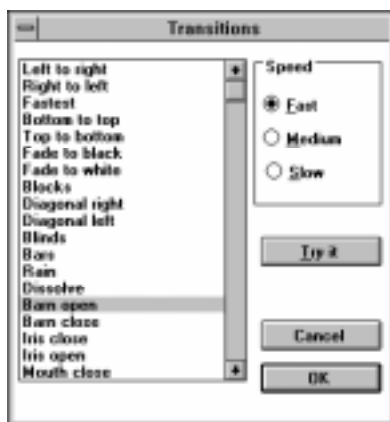 Transitions
Left to right
Right to left
Fastest
Bottom to top
Top to bottom
Fade to black
Fade to white
Blocks
Diagonal right
Diagonal left
Blinds
Bars
Rain
Dissolve
Barn open
Barn close
Iris close
Iris open
Mouth close
Speed
Fast
Medium
Slow
Try it
Cancel
OK